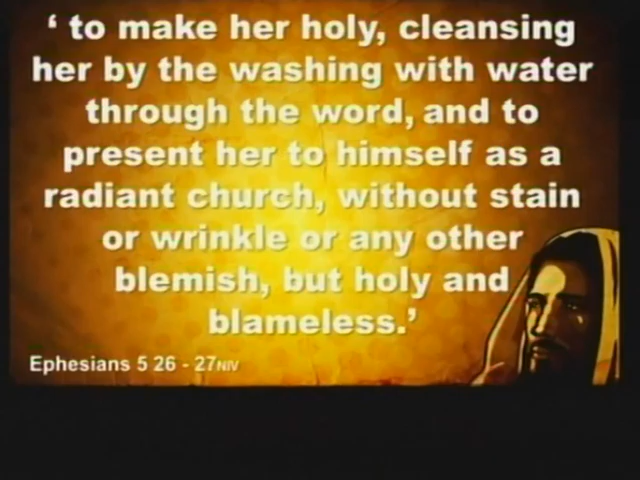 ‘ to make her holy, cleansing
her by the washing with water
through the word, and to
present her to himself as a
radiant church, without stain
or wrinkle or any other
blemish, but holy and
blameless.’
Ephesians 5 26 - 27NIV